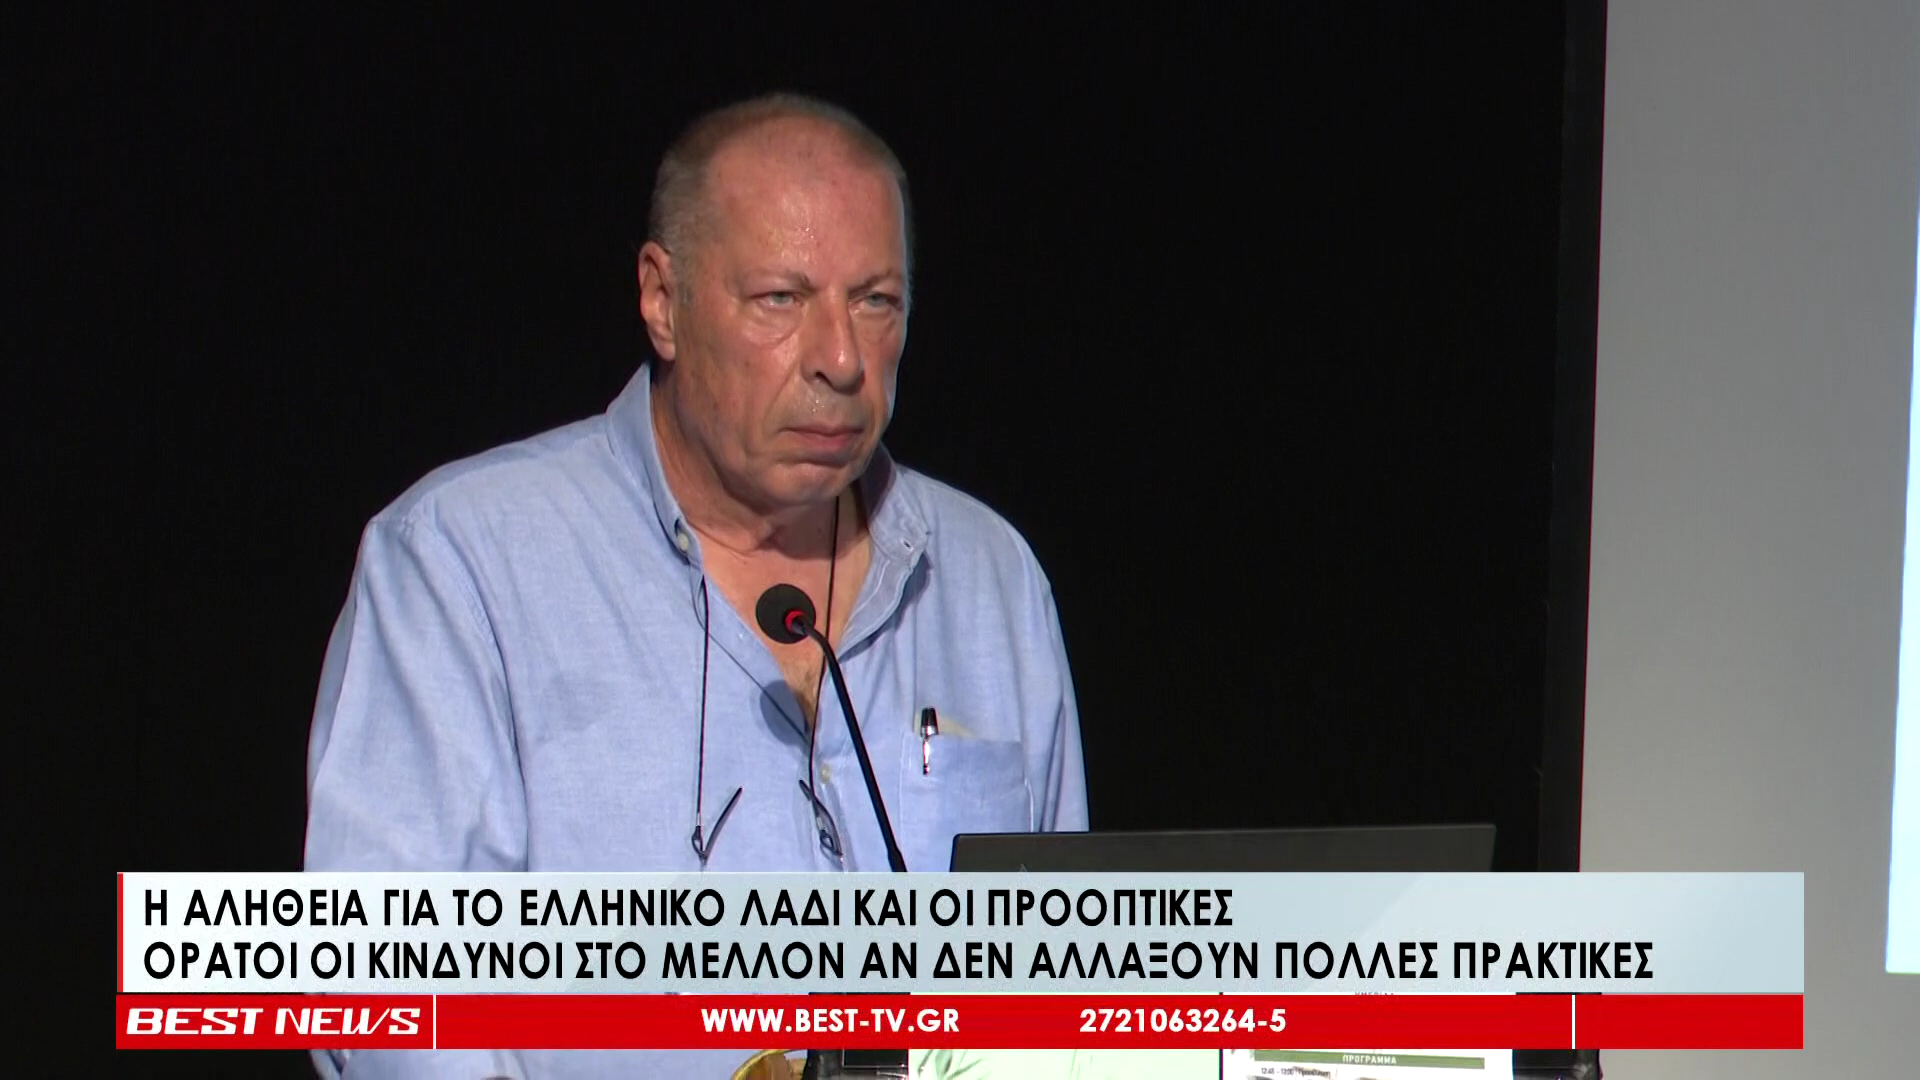 Η ΑΛΗΘΕΙΑ ΓΙΑ ΤΟ ΕΛΛΗΝΙΚΟ ΛΑΔΙ ΚΑΙ ΟΙ ΠΡΟΟΠΤΙΚΕΣ
ΟΡΑΤΟΙ ΟΙ ΚΙΝΔΥΝΟΙ ΣΤΟ ΜΕΛΛΟΝ ΑΝ ΔΕΝ ΑΛΛΑΞΟΥΝ ΠΟΛΛΕΣ ΠΡΑΚΤΙΚΕΣ
BEST NEWS WWW.BEST-TV.GR 2721063264-5
ΠΡΟΓΡΑΜΜΑ